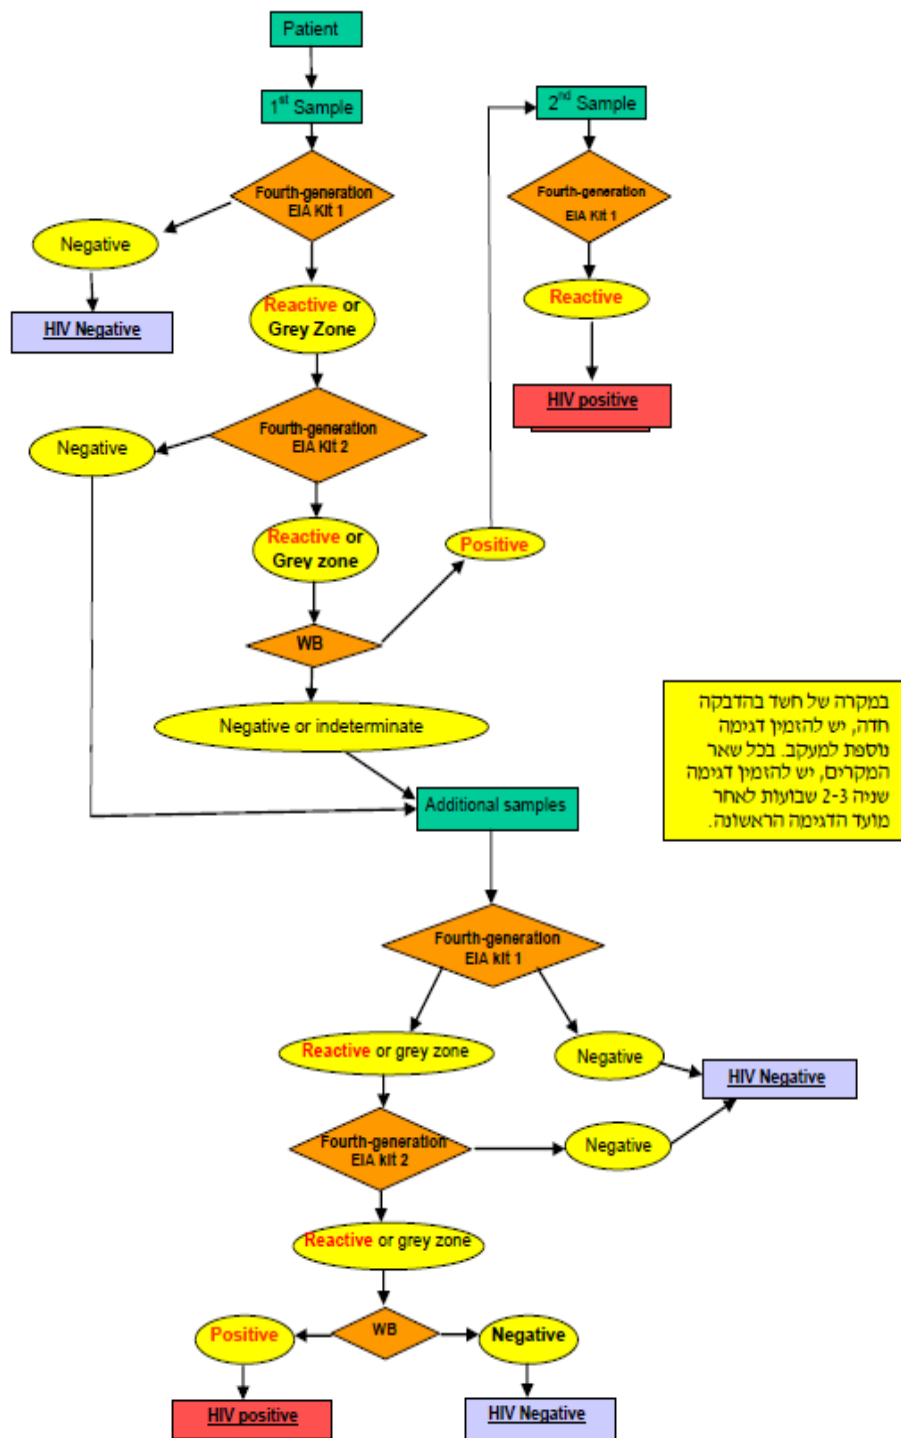 Patient
1st Sample
2nd Sample
Fourth-generation
EIA Kit 1
Fourth-generation
EIA Kit 1
Negative
HIV Negative
Reactive or
Grey Zone
Reactive
HIV positive
Fourth-generation
EIA Kit 2
Negative
Reactive or
Grey zone
Positive
WB
Negative or indeterminate
במקרה של חשד בהדבקה
חדה, יש להזמין דגימה
נוספת למעקב. בכל שאר
המקרים, יש להזמין דגימה
שניה 2-3 שבועות לאחר
מועד הדגימה הראשונה.
Additional samples
Fourth-generation
EIA kit 1
Reactive or grey zone
Negative
HIV Negative
Fourth-generation
EIA kit 2
Negative
Reactive or grey zone
Positive
WB
Negative
HIV positive
HIV Negative